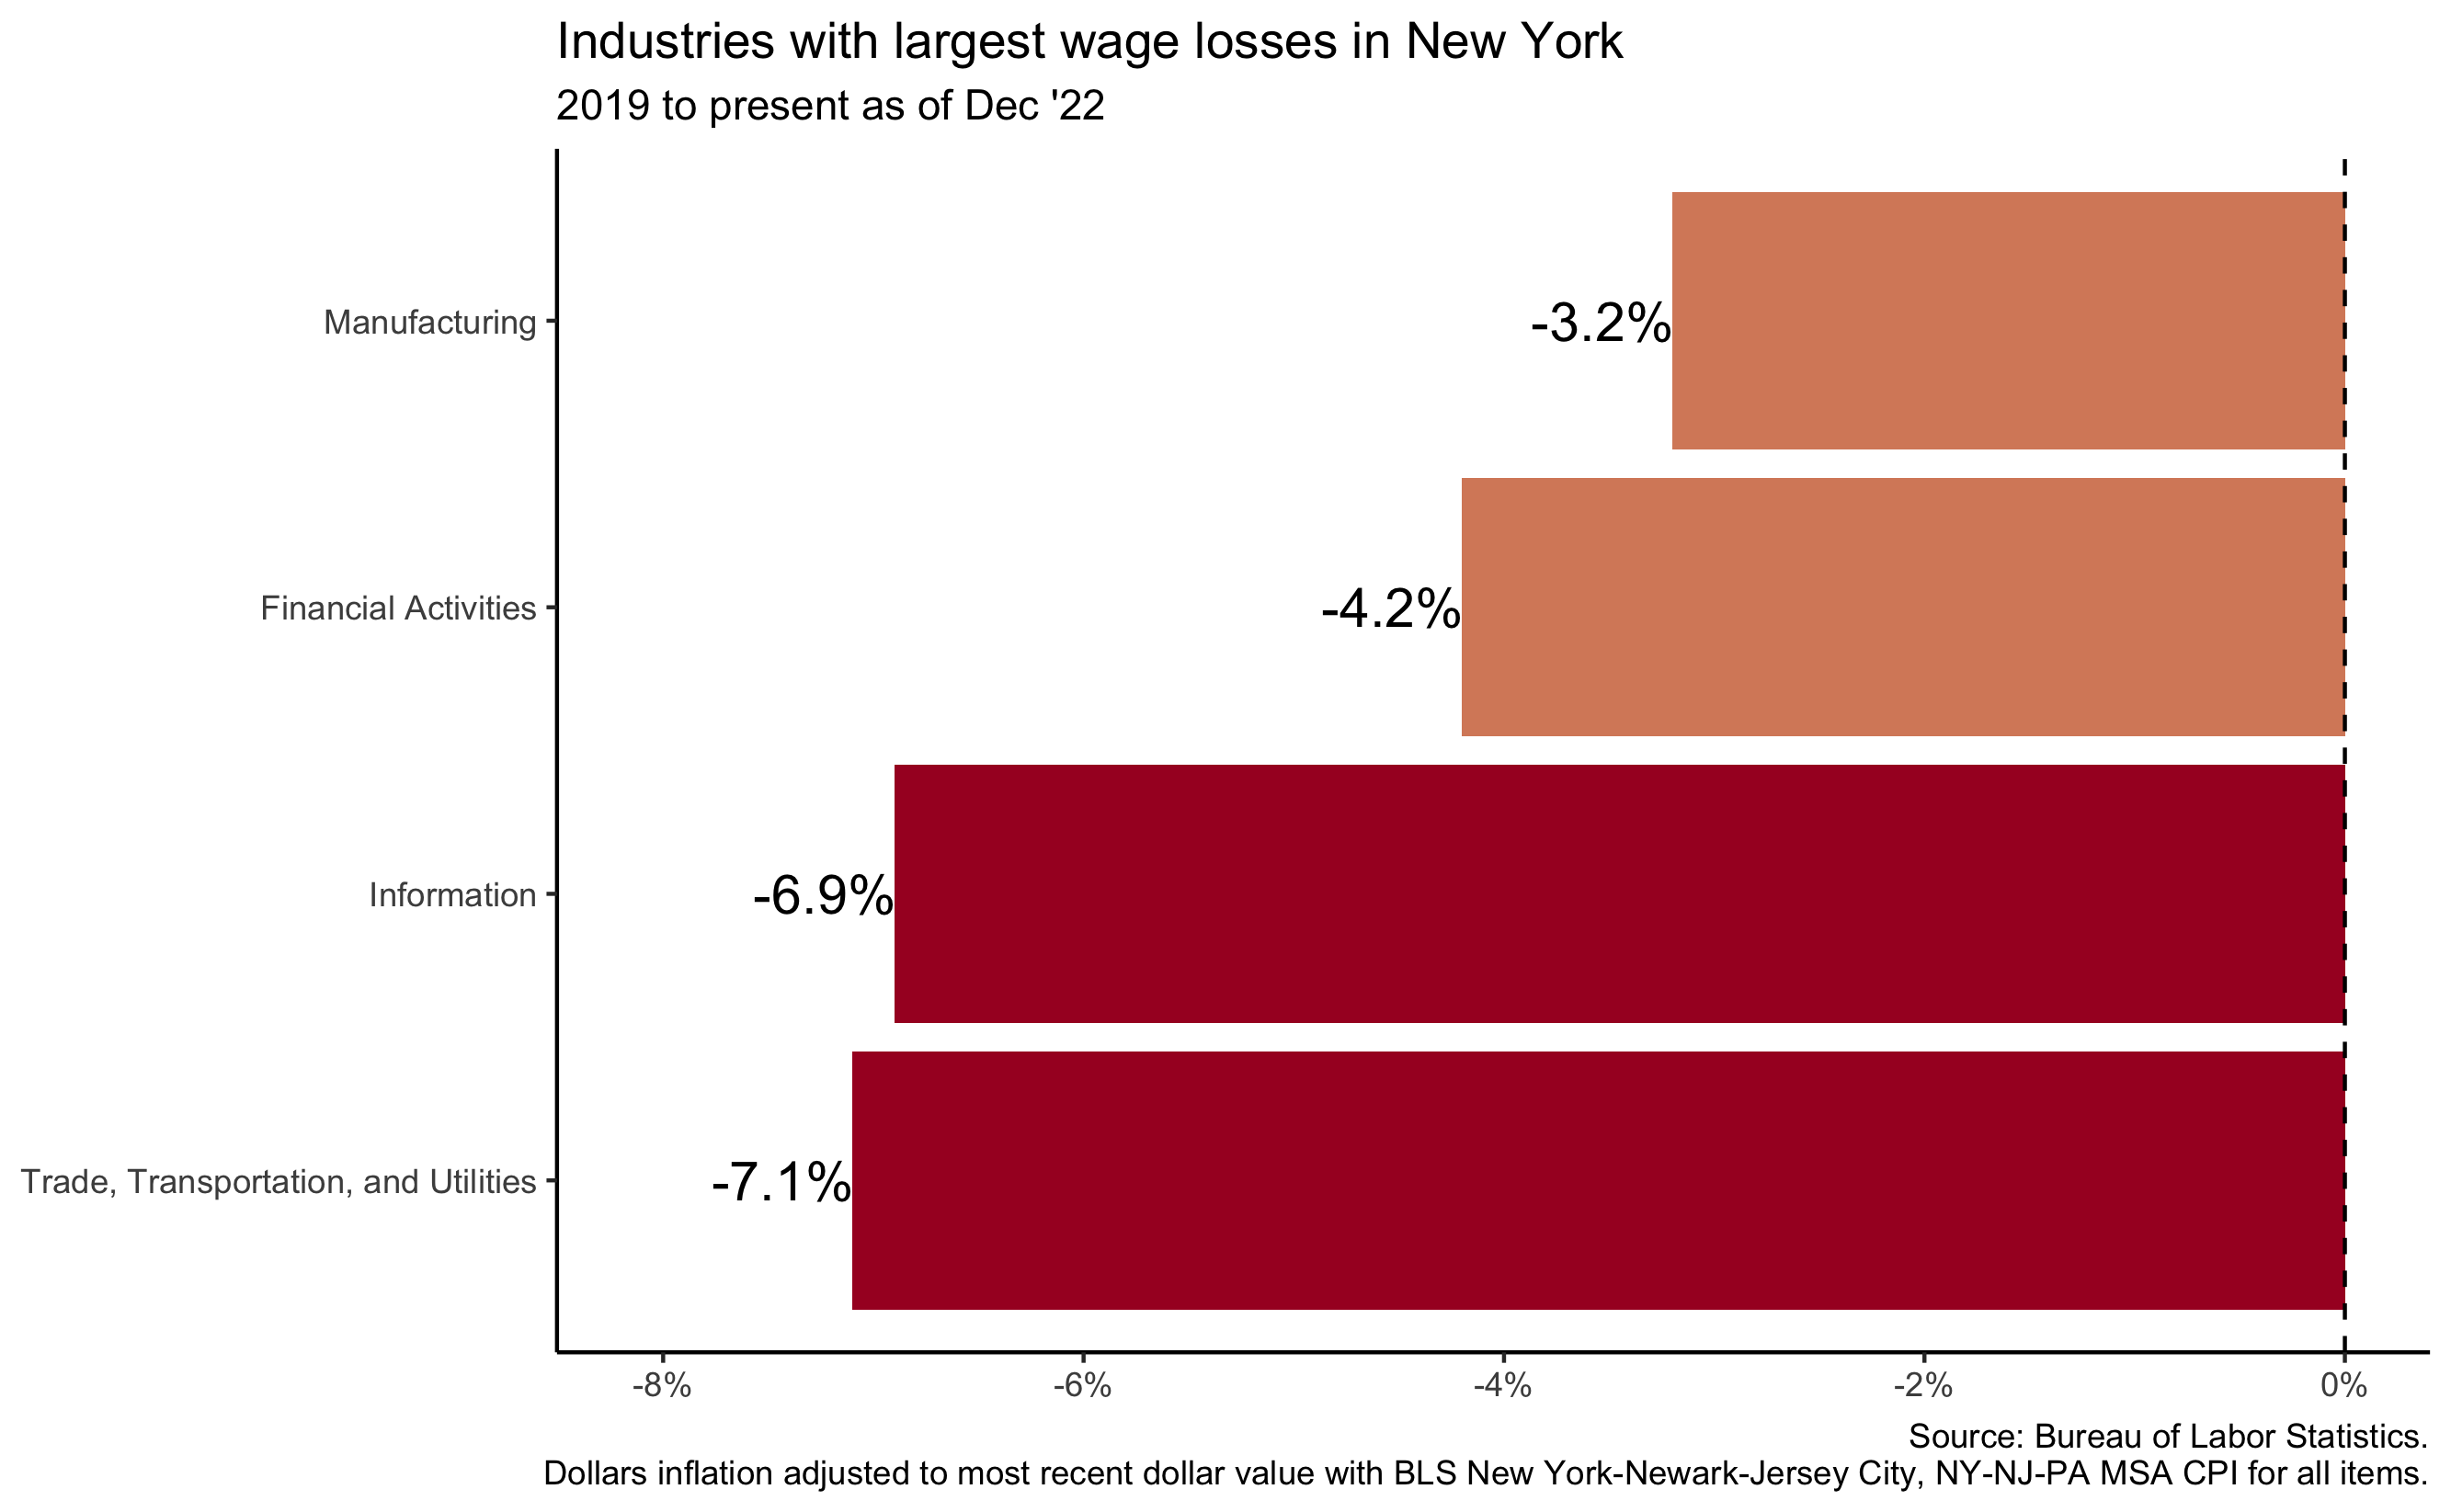 Industries with largest wage losses in New York
2019 to present as of Dec '22
Manufacturing
-3.2%
Financial Activities
-4.2%
Information
-6.9%
Trade, Transportation, and Utilities
-7.1%
-8%
-6%
-4%
-2%
0%
Source: Bureau of Labor Statistics.
Dollars inflation adjusted to most recent dollar value with BLS New York-Newark-Jersey City, NY-NJ-PA MSA CPI for all items.